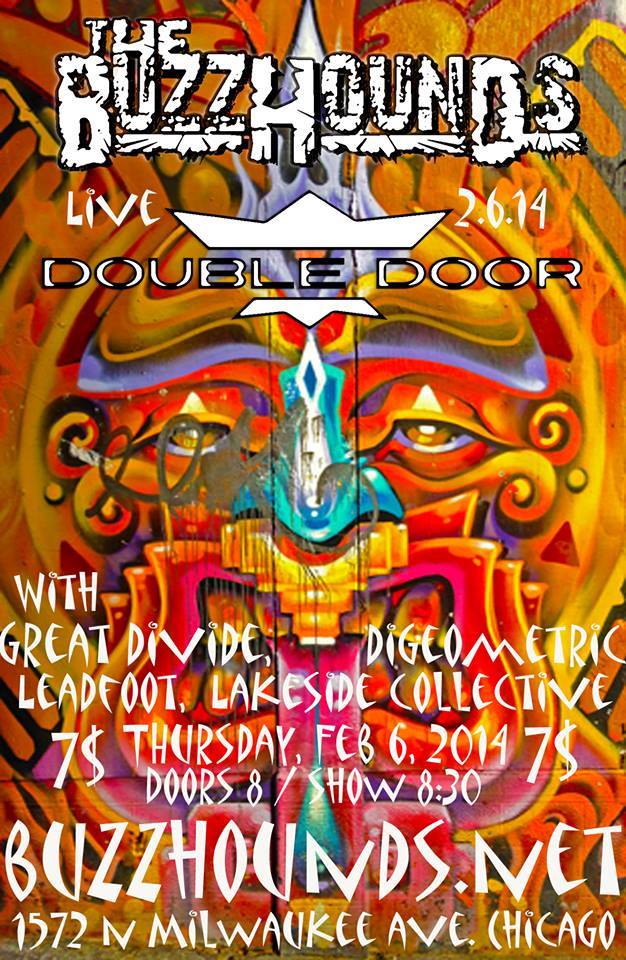 THE
BUZZHOUNDS
LIVE 2.6.14
DOUBLE DOOR
WITH
GREAT DIVIDE, DIGEOMETRIC
LEADFOOT, LAKESIDE COLLECTIVE
7$ THURSDAY, FEB 6, 2014 7$
DOORS 8 / SHOW 8:30
BUZZHOUNDS.NET
1572 N MILWAUKEE AVE. CHICAGO